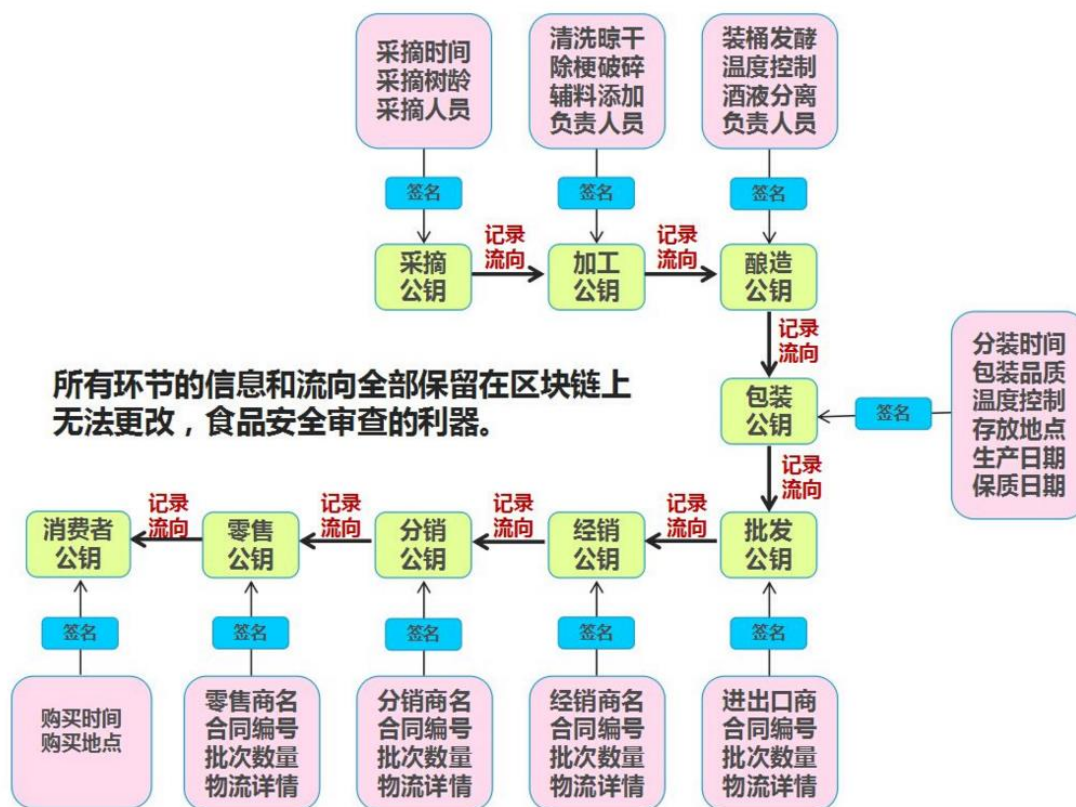 采摘时间
采摘树龄
采摘人员
清洗晾干
除梗破碎
辅料添加
负责人员
装桶发酵
温度控制
酒液分离
负责人员
签名
签名
签名
采摘
公钥
记录
流向
加工
公钥
记录
流向
酿造
公钥
记录
流向
所有环节的信息和流向全部保留在区块链上
无法更改，食品安全审查的利器。
包装
公钥
签名
分装时间
包装品质
温度控制
存放地点
生产日期
保质日期
记录
流向
消费者
公钥
记录
流向
零售
公钥
记录
流向
分销
公钥
记录
流向
经销
公钥
记录
流向
批发
公钥
签名
签名
签名
签名
签名
购买时间
购买地点
零售商名
合同编号
批次数量
物流详情
分销商名
合同编号
批次数量
物流详情
经销商名
合同编号
批次数量
物流详情
进出口商
合同编号
批次数量
物流详情